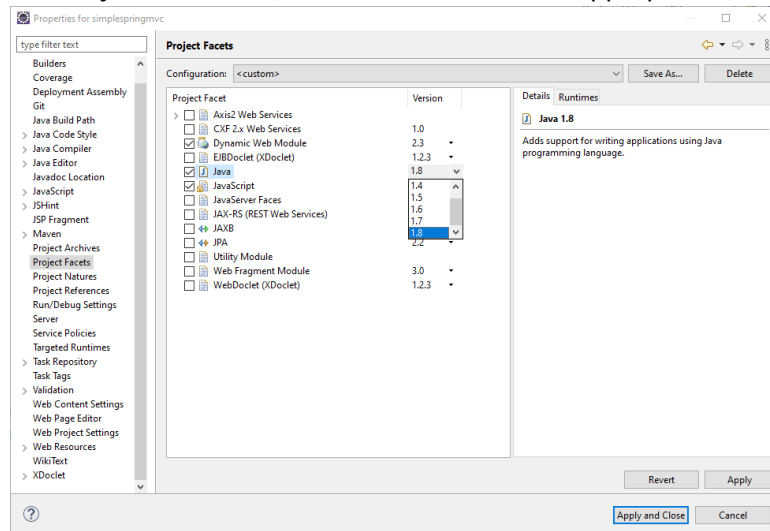 Properties for simplespringmvc
type filter text
Builders
Coverage
Deployment Assembly
Git
Java Build Path
Java Code Style
Java Compiler
Java Editor
Javadoc Location
JavaScript
JSHint
JSP Fragment
Maven
Project Archives
Project Facets
Project Natures
Project References
Run/Debug Settings
Server
Service Policies
Targeted Runtimes
Task Repository
Task Tags
Validation
Web Content Settings
Web Page Editor
Web Project Settings
Web Resources
WikiText
XDoclet
Project Facets
Configuration: <custom> Save As... Delete
Project Facet Version
Axis2 Web Services
CXF 2.x Web Services 1.0
Dynamic Web Module 2.3
EJBDoclet (XDoclet) 1.2.3
Java 1.8
JavaScript 1.4
JavaServer Faces 1.5
JAX-RS (REST Web Services) 1.6
JAXB 1.7
1.8
JPA 2.2
Utility Module
Web Fragment Module 3.0
WebDoclet (XDoclet) 1.2.3
Details Runtimes
Java 1.8
Adds support for writing applications using Java
programming language.
Revert Apply
Apply and Close Cancel